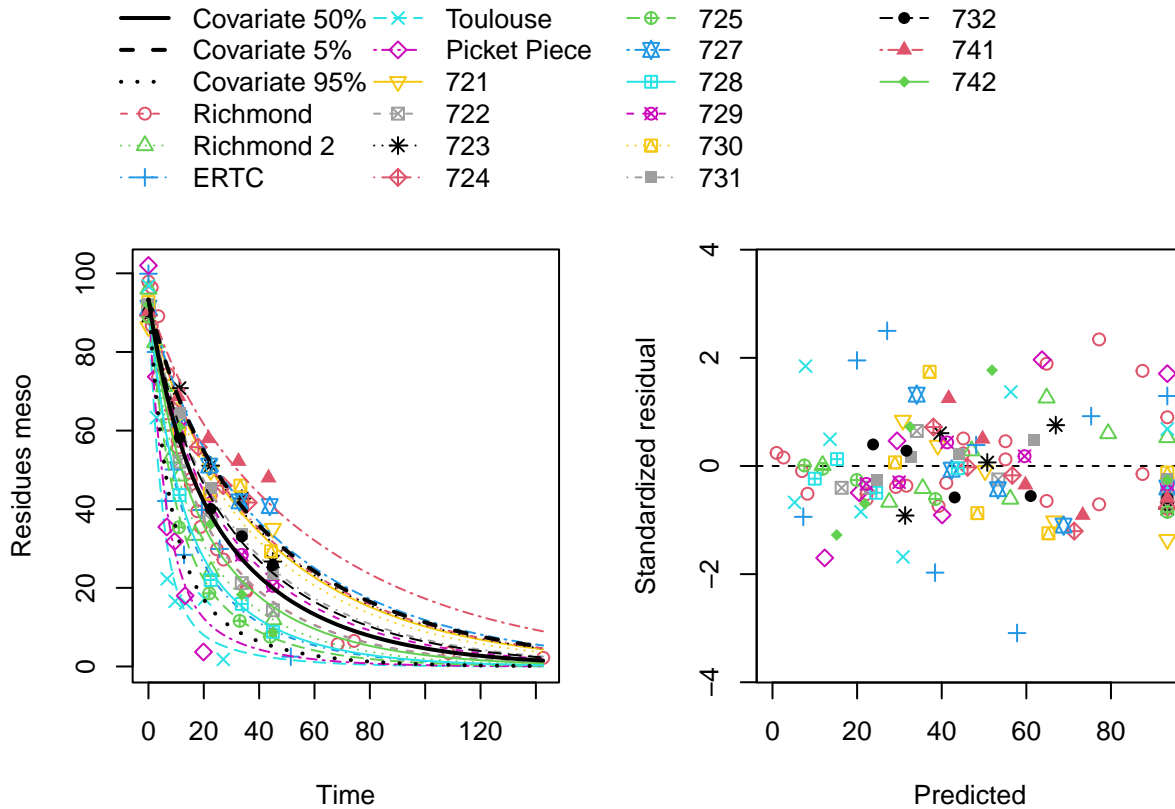 Covariate 50% Toulouse 725 732
Covariate 5% Picket Piece 727 741
Covariate 95% 721 728 742
Richmond 722 729
Richmond 2 723 730
ERTC 724 731
Residues meso
0 20 40 60 80 100
0 20 40 60 80 120
Time
Standardized residual
−4 −2 0 2 4
0 20 40 60 80
Predicted